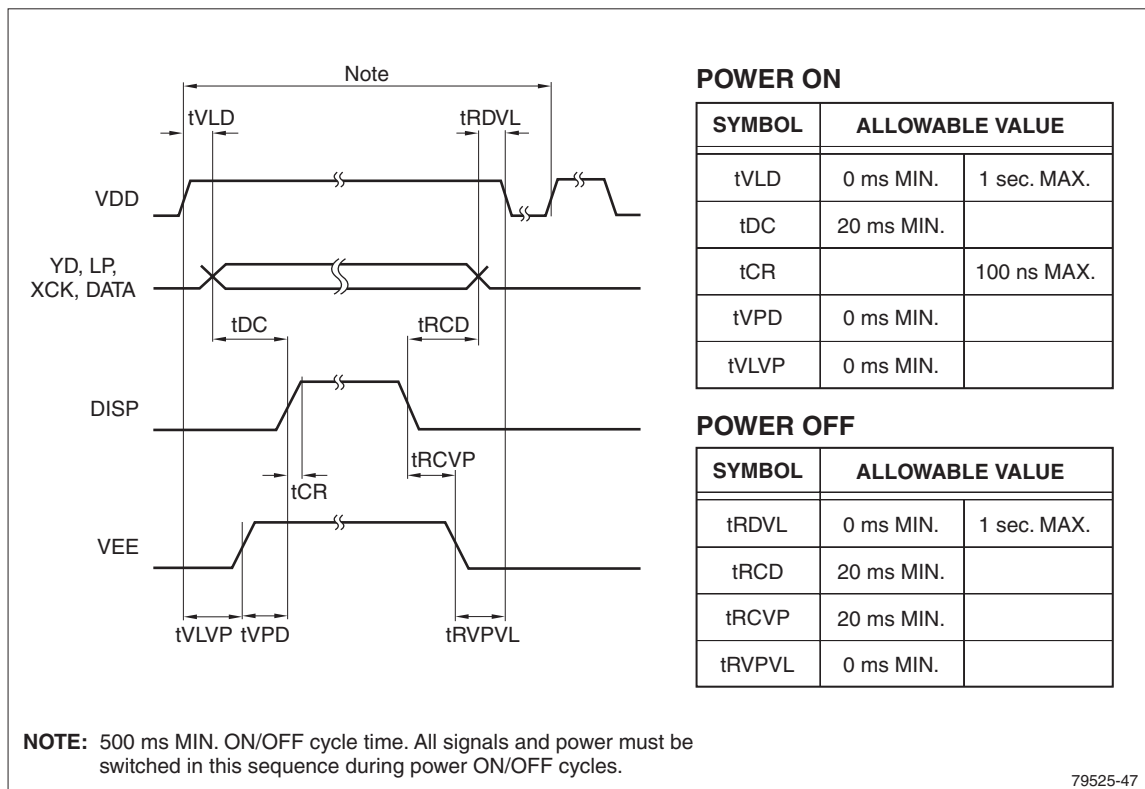 Note
tVLD
tRDVL
VDD
YD, LP,
XCK, DATA
tDC
tRCD
DISP
tRCVP
tCR
VEE
tVLVP tVPD
tRVPVL
POWER ON
SYMBOL ALLOWABLE VALUE
tVLD 0 ms MIN. 1 sec. MAX.
tDC 20 ms MIN.
tCR 100 ns MAX.
tVPD 0 ms MIN.
tVLVP 0 ms MIN.
POWER OFF
SYMBOL ALLOWABLE VALUE
tRDVL 0 ms MIN. 1 sec. MAX.
tRCD 20 ms MIN.
tRCVP 20 ms MIN.
tRVPVL 0 ms MIN.
NOTE: 500 ms MIN. ON/OFF cycle time. All signals and power must be
switched in this sequence during power ON/OFF cycles.
79525-47